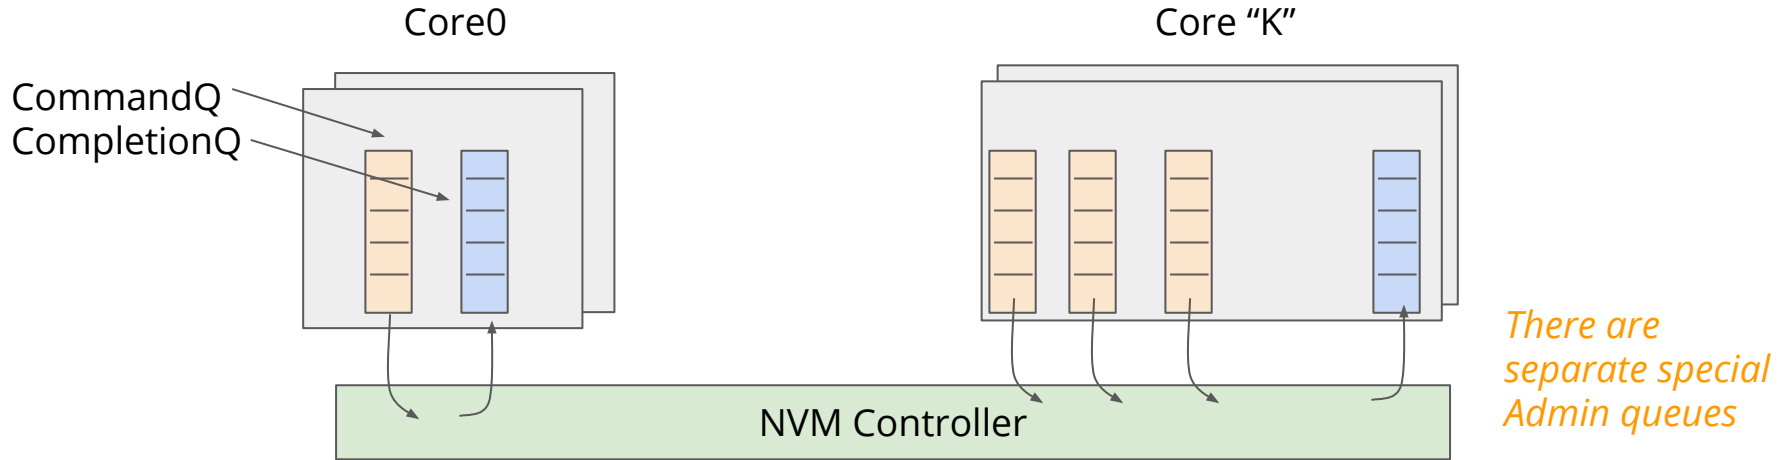 Core0
Core “K”
CommandQ
CompletionQ
There are
separate special
Admin queues
NVM Controller